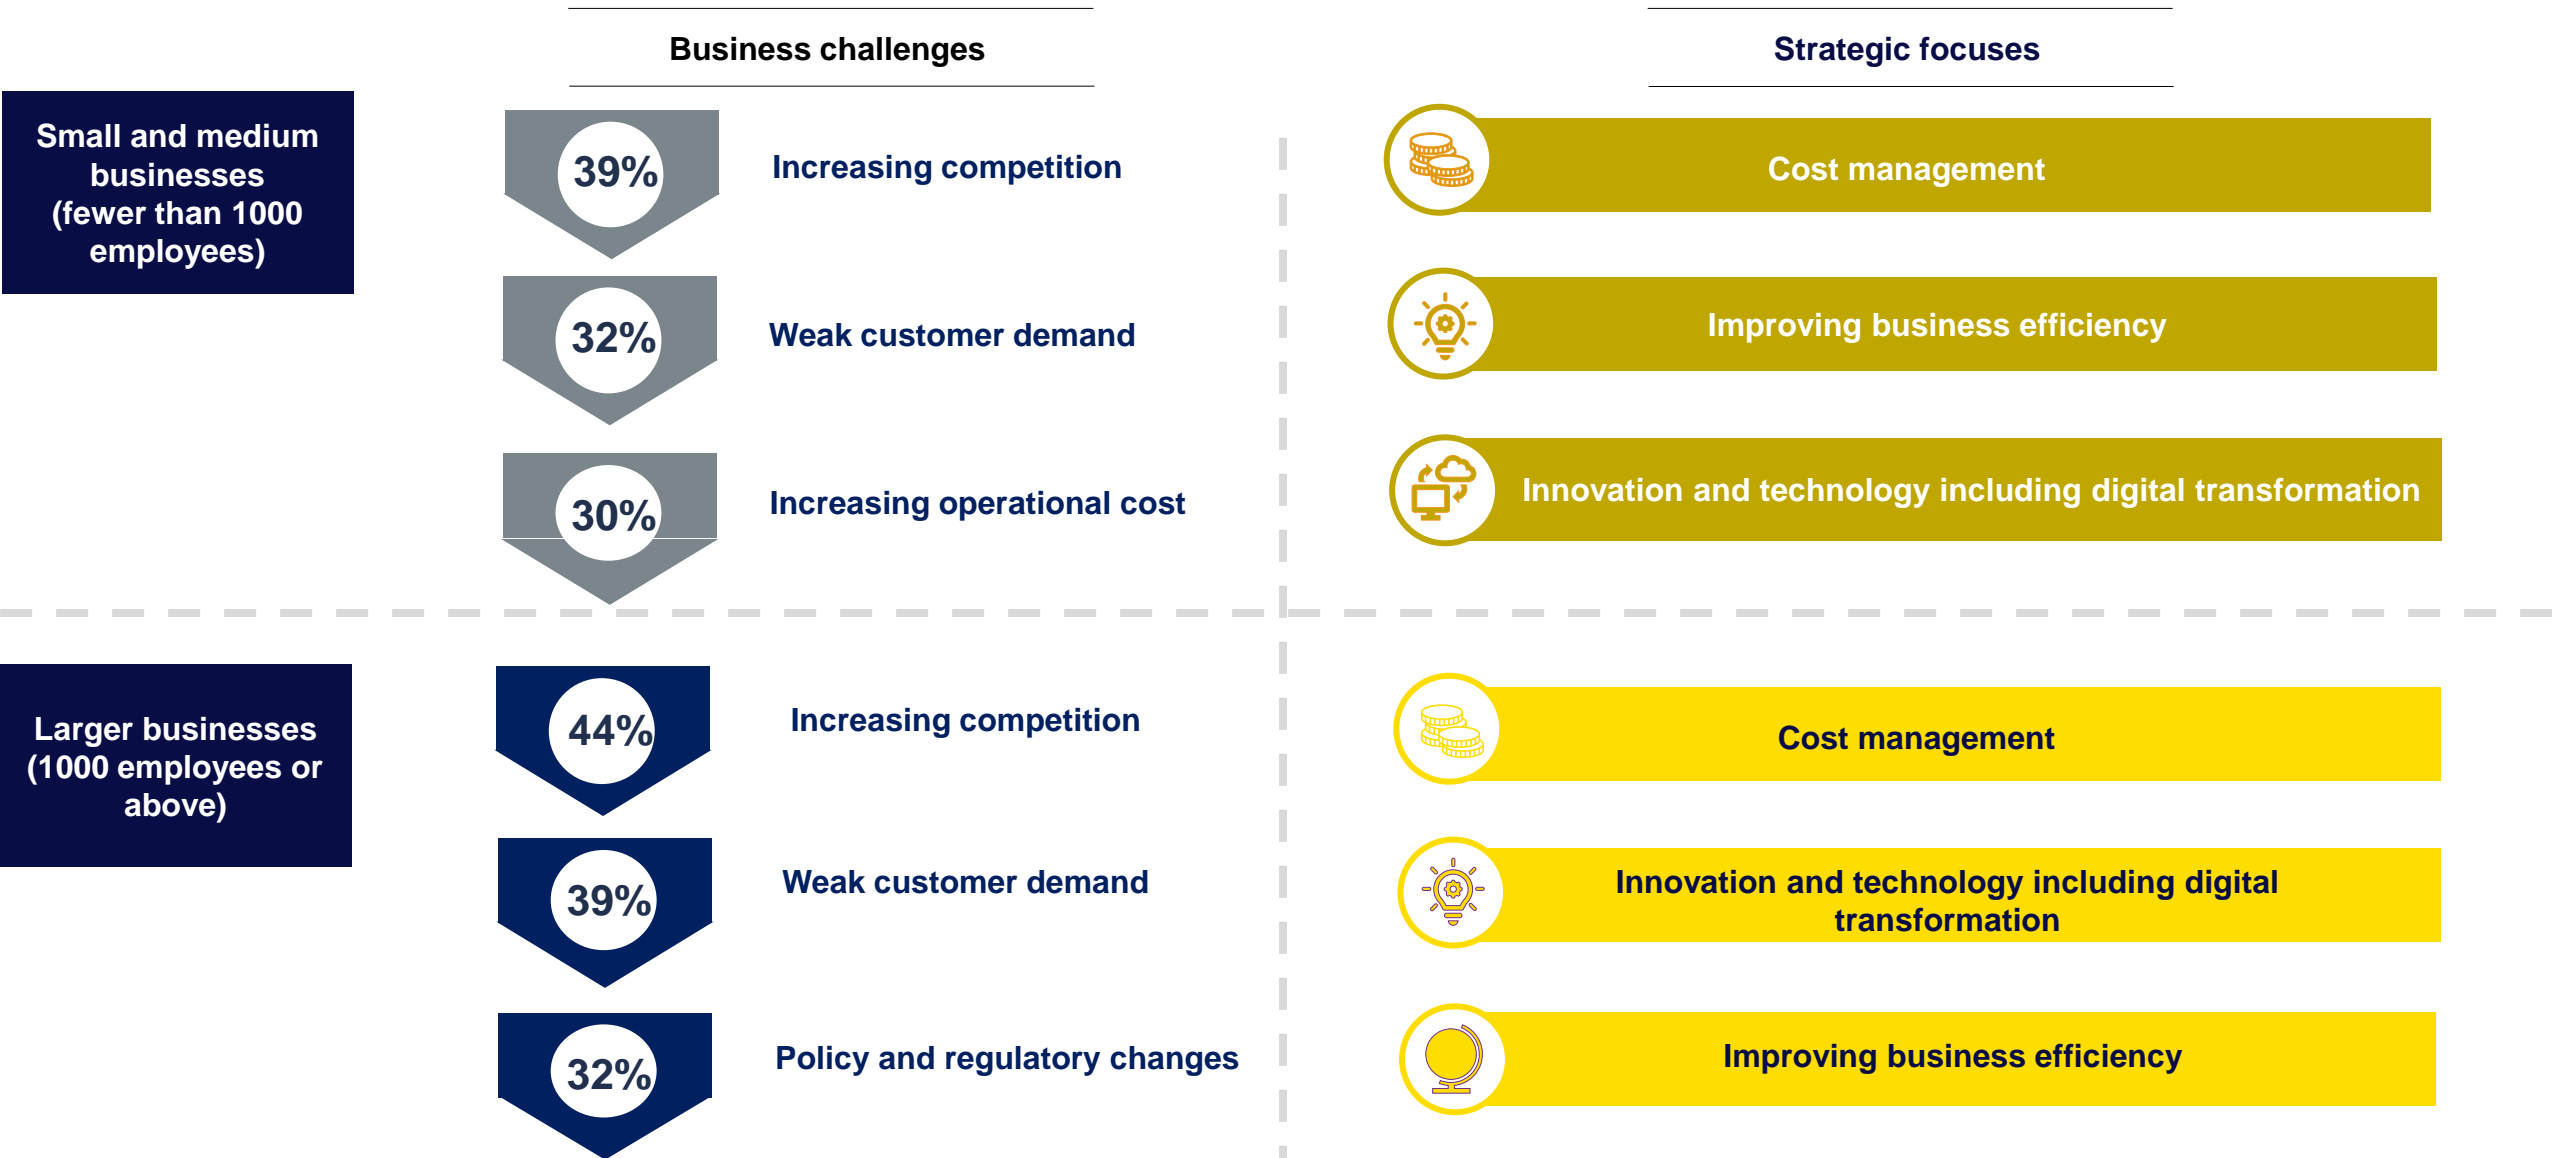 Business challenges
Strategic focuses
Small and medium
businesses
(fewer than 1000
employees)
39%
Increasing competition
Cost management
32%
Weak customer demand
Improving business efficiency
30%
Increasing operational cost
Innovation and technology including digital transformation
Larger businesses
(1000 employees or
above)
44%
Increasing competition
Cost management
39%
Weak customer demand
Innovation and technology including digital
transformation
32%
Policy and regulatory changes
Improving business efficiency